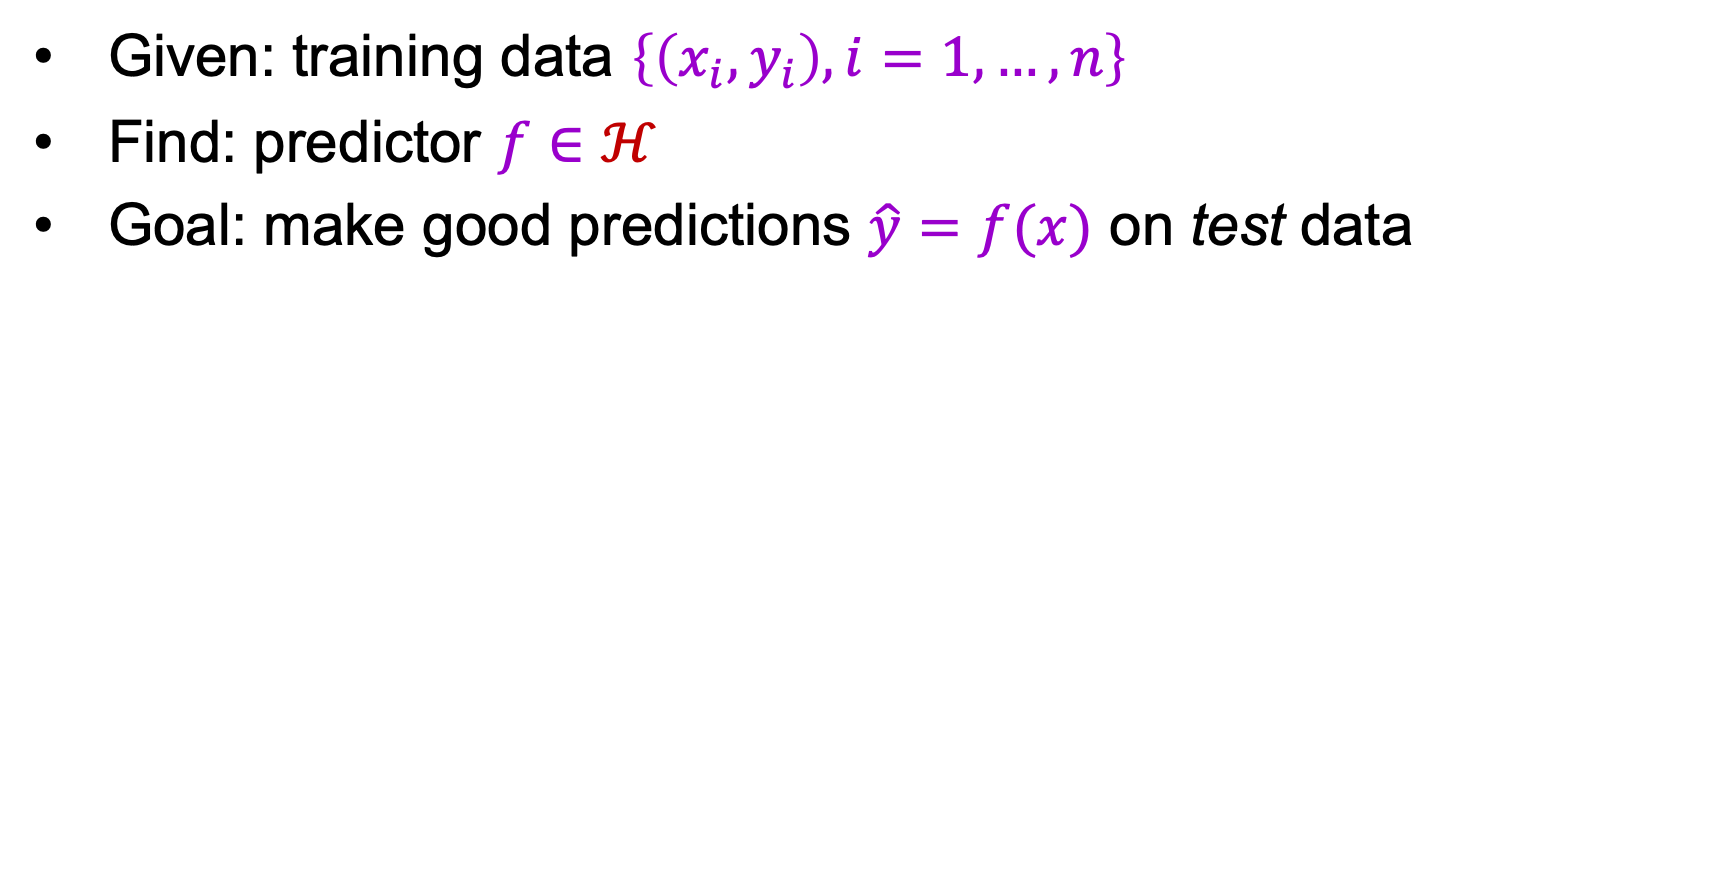 • Given: training data {(xᵢ, yᵢ), i = 1, … , n}
• Find: predictor f ∈ ℋ
• Goal: make good predictions ŷ = f(x) on test data